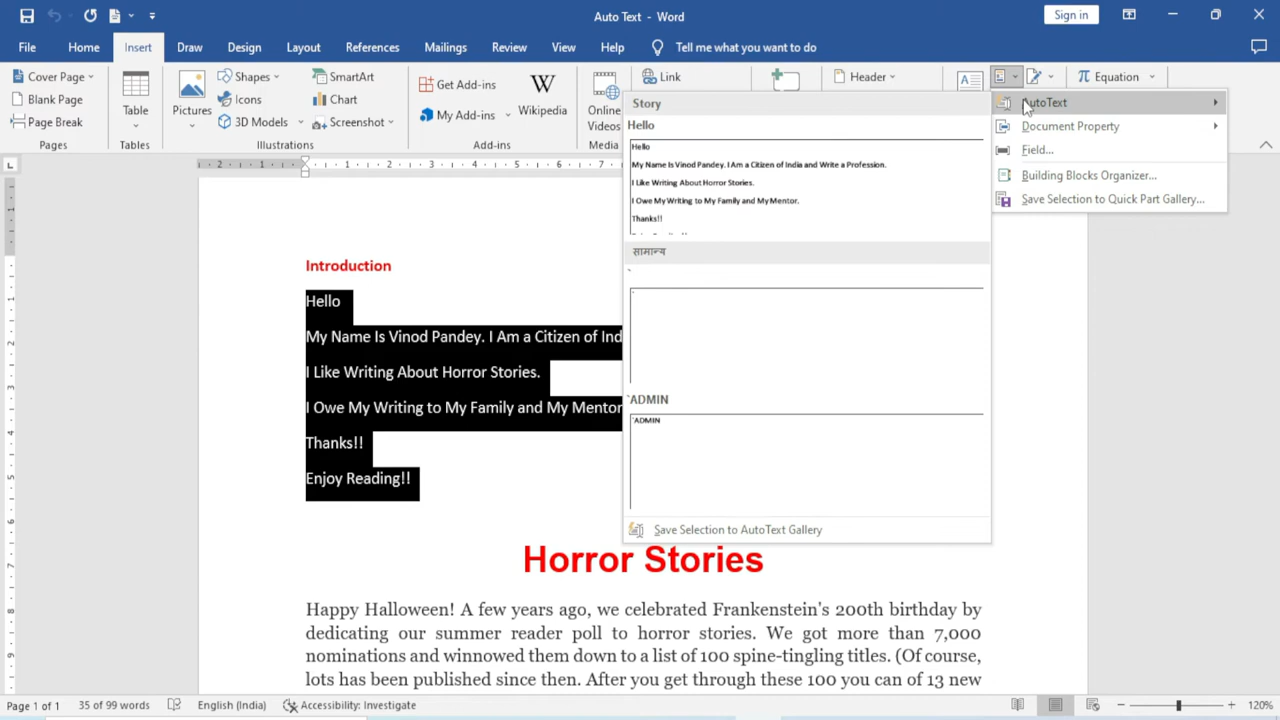 Auto Text - Word
Sign in
File Home Insert Draw Design Layout References Mailings Review View Help Tell me what you want to do
Cover Page
Blank Page
Page Break
Pages
Table
Tables
Pictures
Shapes
Icons
3D Models
SmartArt
Chart
Screenshot
Illustrations
Get Add-ins
My Add-ins
Wikipedia
Add-ins
Online
Videos
Media
Link
Header
Equation
AutoText
Document Property
Field...
Building Blocks Organizer...
Save Selection to Quick Part Gallery...
Story
Hello
Hello
My Name Is Vinod Pandey. I Am a Citizen of India and Write a Profession.
I Like Writing About Horror Stories.
I Owe My Writing to My Family and My Mentor.
Thanks!!
सामान्य
`
`
`ADMIN
`ADMIN
Save Selection to AutoText Gallery
2 1 1 2 3 4 5 6 7
Introduction
Hello
My Name Is Vinod Pandey. I Am a Citizen of Ind
I Like Writing About Horror Stories.
I Owe My Writing to My Family and My Mentor
Thanks!!
Enjoy Reading!!
Horror Stories
Happy Halloween! A few years ago, we celebrated Frankenstein's 200th birthday by
dedicating our summer reader poll to horror stories. We got more than 7,000
nominations and winnowed them down to a list of 100 spine-tingling titles. (Of course,
lots has been published since then. After you get through these 100 you can of 13 new
Page 1 of 1 35 of 99 words English (India) Accessibility: Investigate 120%